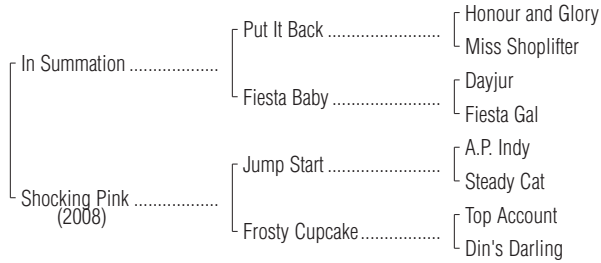 Honour and Glory
Put It Back ....................
Miss Shoplifter
In Summation ................
Dayjur
Fiesta Baby ...................
Fiesta Gal
A.P. Indy
Jump Start ....................
Steady Cat
Shocking Pink ...............
(2008)
Top Account
Frosty Cupcake..............
Din's Darling